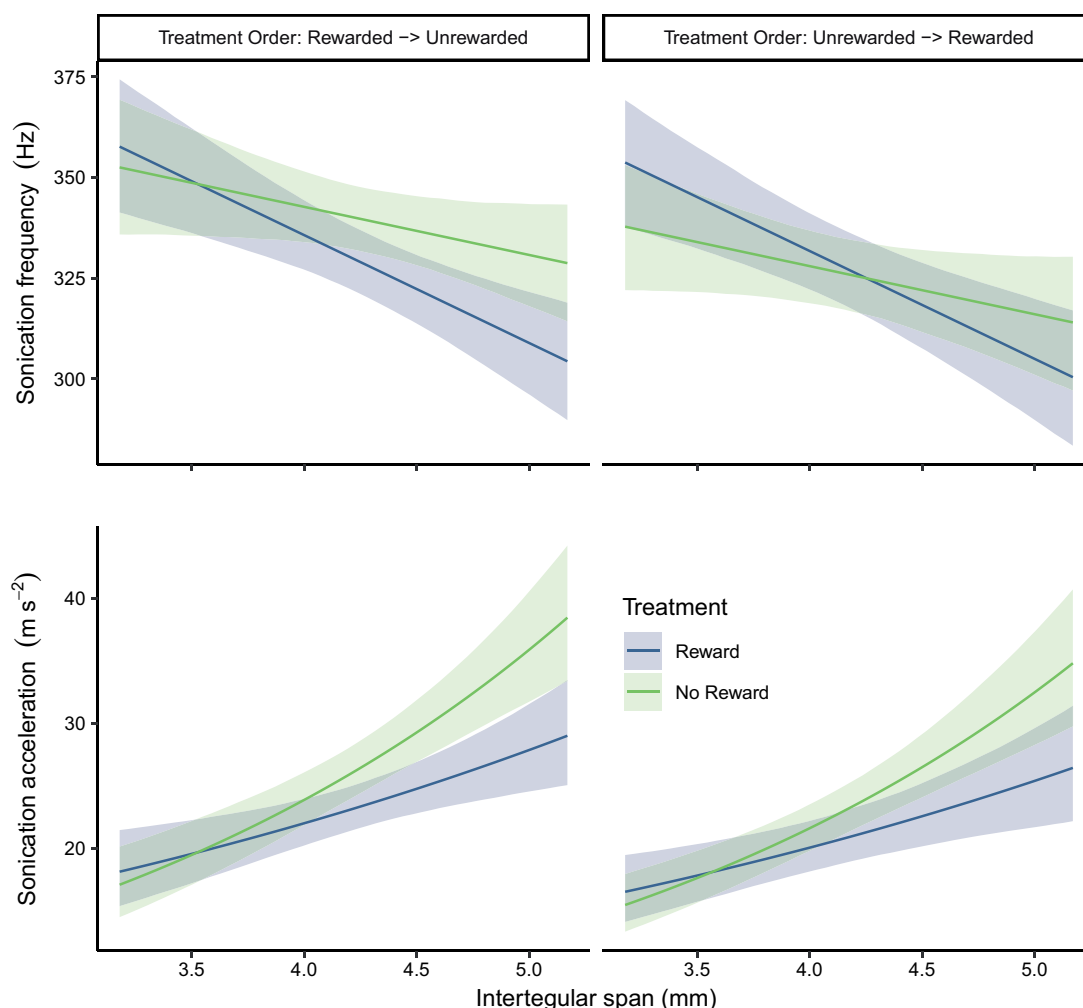 Treatment Order: Rewarded −> Unrewarded
Treatment Order: Unrewarded −> Rewarded
Sonication frequency (Hz)
375
350
325
300
Sonication acceleration (m s⁻²)
40
30
20
Treatment
Reward
No Reward
3.5 4.0 4.5 5.0
3.5 4.0 4.5 5.0
Intertegular span (mm)